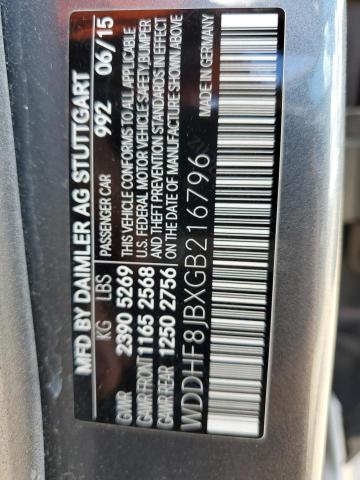 MFD BY DAIMLER AG STUTTGART
KG LBS PASSENGER CAR 992 06/15
GVWR 2390 5269 THIS VEHICLE CONFORMS TO ALL APPLICABLE
GAWR FRONT 1165 2568 U.S. FEDERAL MOTOR VEHICLE SAFETY, BUMPER
GAWR REAR 1250 2756 AND THEFT PREVENTION STANDARDS IN EFFECT
ON THE DATE OF MANUFACTURE SHOWN ABOVE
WDDHF8JBXGB216796 MADE IN GERMANY